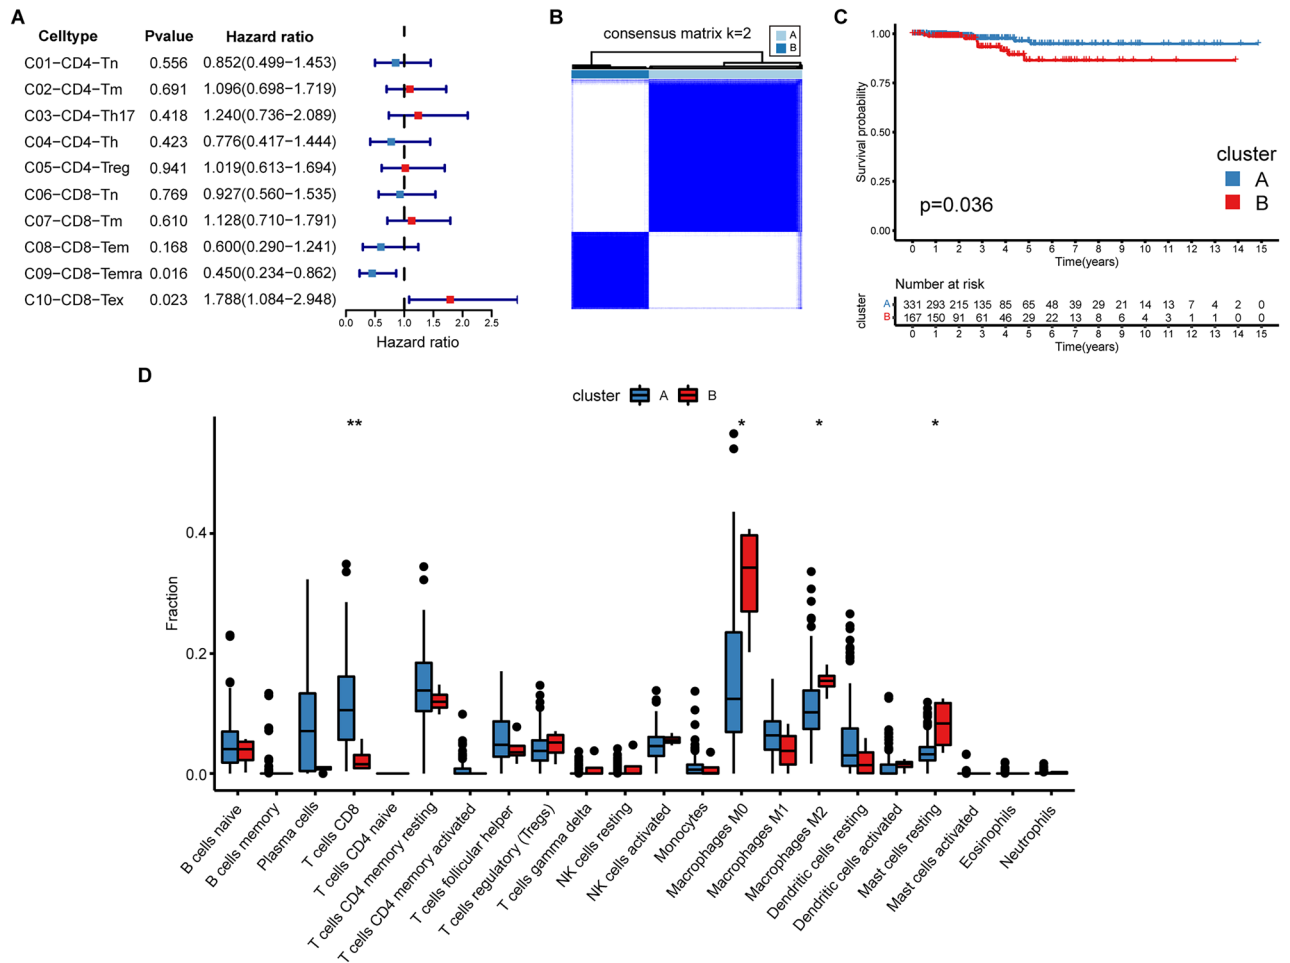 A
Celltype Pvalue Hazard ratio
C01−CD4−Tn 0.556 0.852(0.499−1.453)
C02−CD4−Tm 0.691 1.096(0.698−1.719)
C03−CD4−Th17 0.418 1.240(0.736−2.089)
C04−CD4−Th 0.423 0.776(0.417−1.444)
C05−CD4−Treg 0.941 1.019(0.613−1.694)
C06−CD8−Tn 0.769 0.927(0.560−1.535)
C07−CD8−Tm 0.610 1.128(0.710−1.791)
C08−CD8−Tem 0.168 0.600(0.290−1.241)
C09−CD8−Temra 0.016 0.450(0.234−0.862)
C10−CD8−Tex 0.023 1.788(1.084−2.948)
0.0 0.5 1.0 1.5 2.0 2.5
Hazard ratio
B
consensus matrix k=2
A
B
C
Survival probability
1.00
0.75
0.50
0.25
0.00
p=0.036
cluster
A
B
0 1 2 3 4 5 6 7 8 9 10 11 12 13 14 15
Time(years)
Number at risk
cluster
A 331 293 215 135 85 65 48 39 29 21 14 13 7 4 2 0
B 167 150 91 61 46 29 22 13 8 6 4 3 1 1 0 0
0 1 2 3 4 5 6 7 8 9 10 11 12 13 14 15
Time(years)
D
cluster A B
** * * *
Fraction
0.4
0.2
0.0
B cells naive
B cells memory
Plasma cells
T cells CD8
T cells CD4 naive
T cells CD4 memory resting
T cells CD4 memory activated
T cells follicular helper
T cells regulatory (Tregs)
T cells gamma delta
NK cells resting
NK cells activated
Monocytes
Macrophages M0
Macrophages M1
Macrophages M2
Dendritic cells resting
Dendritic cells activated
Mast cells resting
Mast cells activated
Eosinophils
Neutrophils